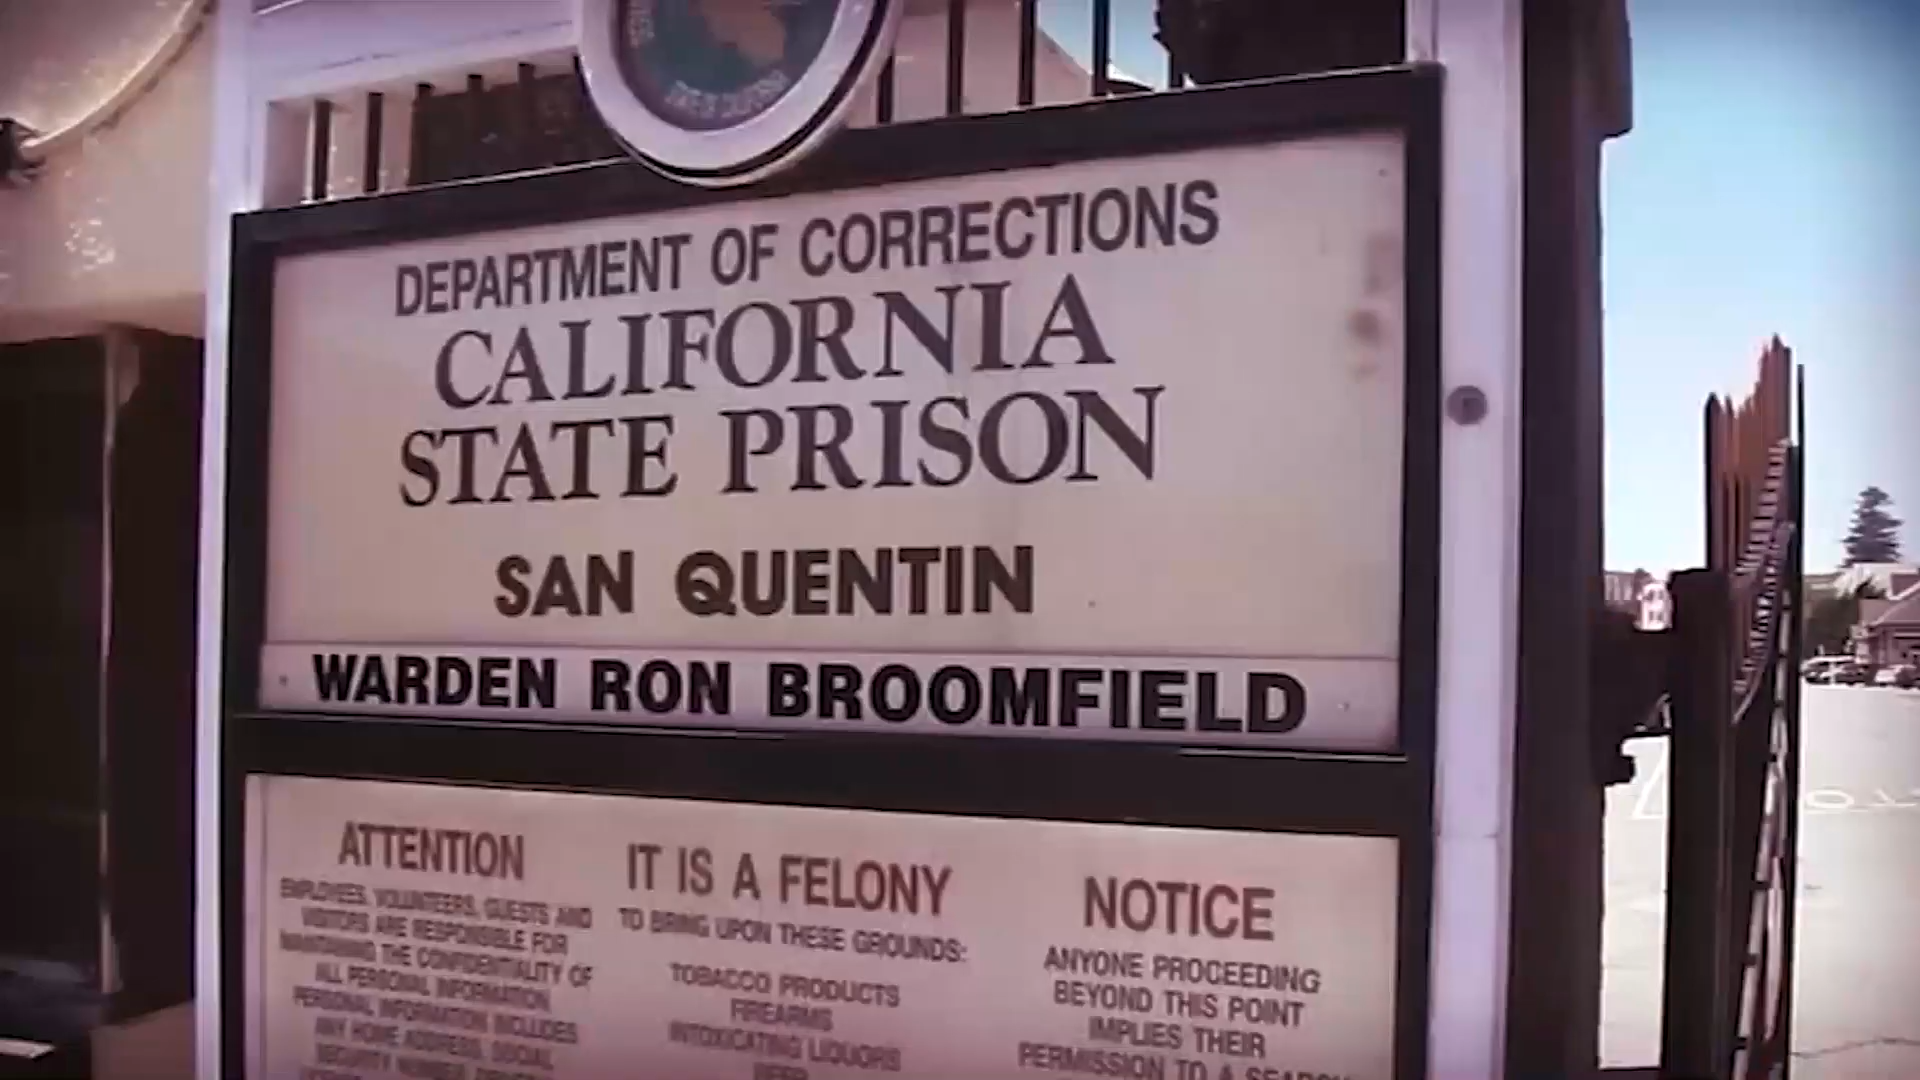 DEPARTMENT OF CORRECTIONS
CALIFORNIA
STATE PRISON
SAN QUENTIN
WARDEN RON BROOMFIELD
ATTENTION
EMPLOYEES, VOLUNTEERS, GUESTS AND
VISITORS ARE RESPONSIBLE FOR
MAINTAINING THE CONFIDENTIALITY OF
ALL PERSONAL INFORMATION.
PERSONAL INFORMATION INCLUDES
ANY HOME ADDRESS, SOCIAL
SECURITY NUMBER,
IT IS A FELONY
TO BRING UPON THESE GROUNDS:
TOBACCO PRODUCTS
FIREARMS
INTOXICATING LIQUORS
BEER
NOTICE
ANYONE PROCEEDING
BEYOND THIS POINT
IMPLIES THEIR
PERMISSION TO A SEARCH